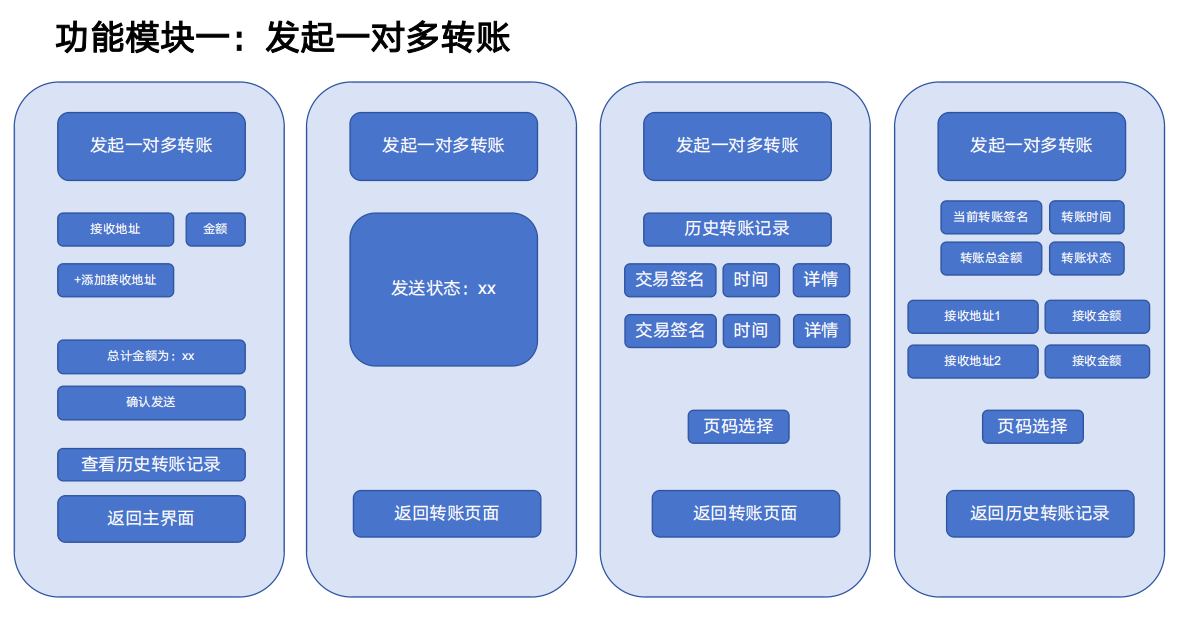 功能模块一：发起一对多转账
发起一对多转账
接收地址 金额
+添加接收地址
总计金额为：xx
确认发送
查看历史转账记录
返回主界面
发起一对多转账
发送状态：xx
返回转账页面
发起一对多转账
历史转账记录
交易签名 时间 详情
交易签名 时间 详情
页码选择
返回转账页面
发起一对多转账
当前转账签名 转账时间
转账总金额 转账状态
接收地址1 接收金额
接收地址2 接收金额
页码选择
返回历史转账记录